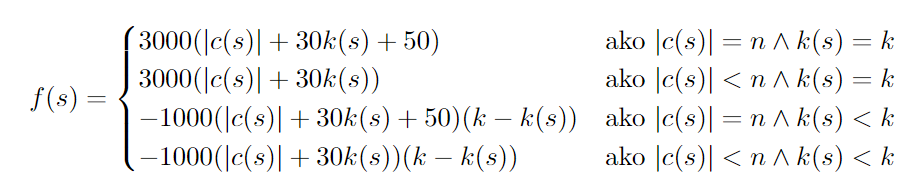 f(s) =
3000(|c(s)| + 30k(s) + 50) ako |c(s)| = n ∧ k(s) = k
3000(|c(s)| + 30k(s)) ako |c(s)| < n ∧ k(s) = k
−1000(|c(s)| + 30k(s) + 50)(k − k(s)) ako |c(s)| = n ∧ k(s) < k
−1000(|c(s)| + 30k(s))(k − k(s)) ako |c(s)| < n ∧ k(s) < k